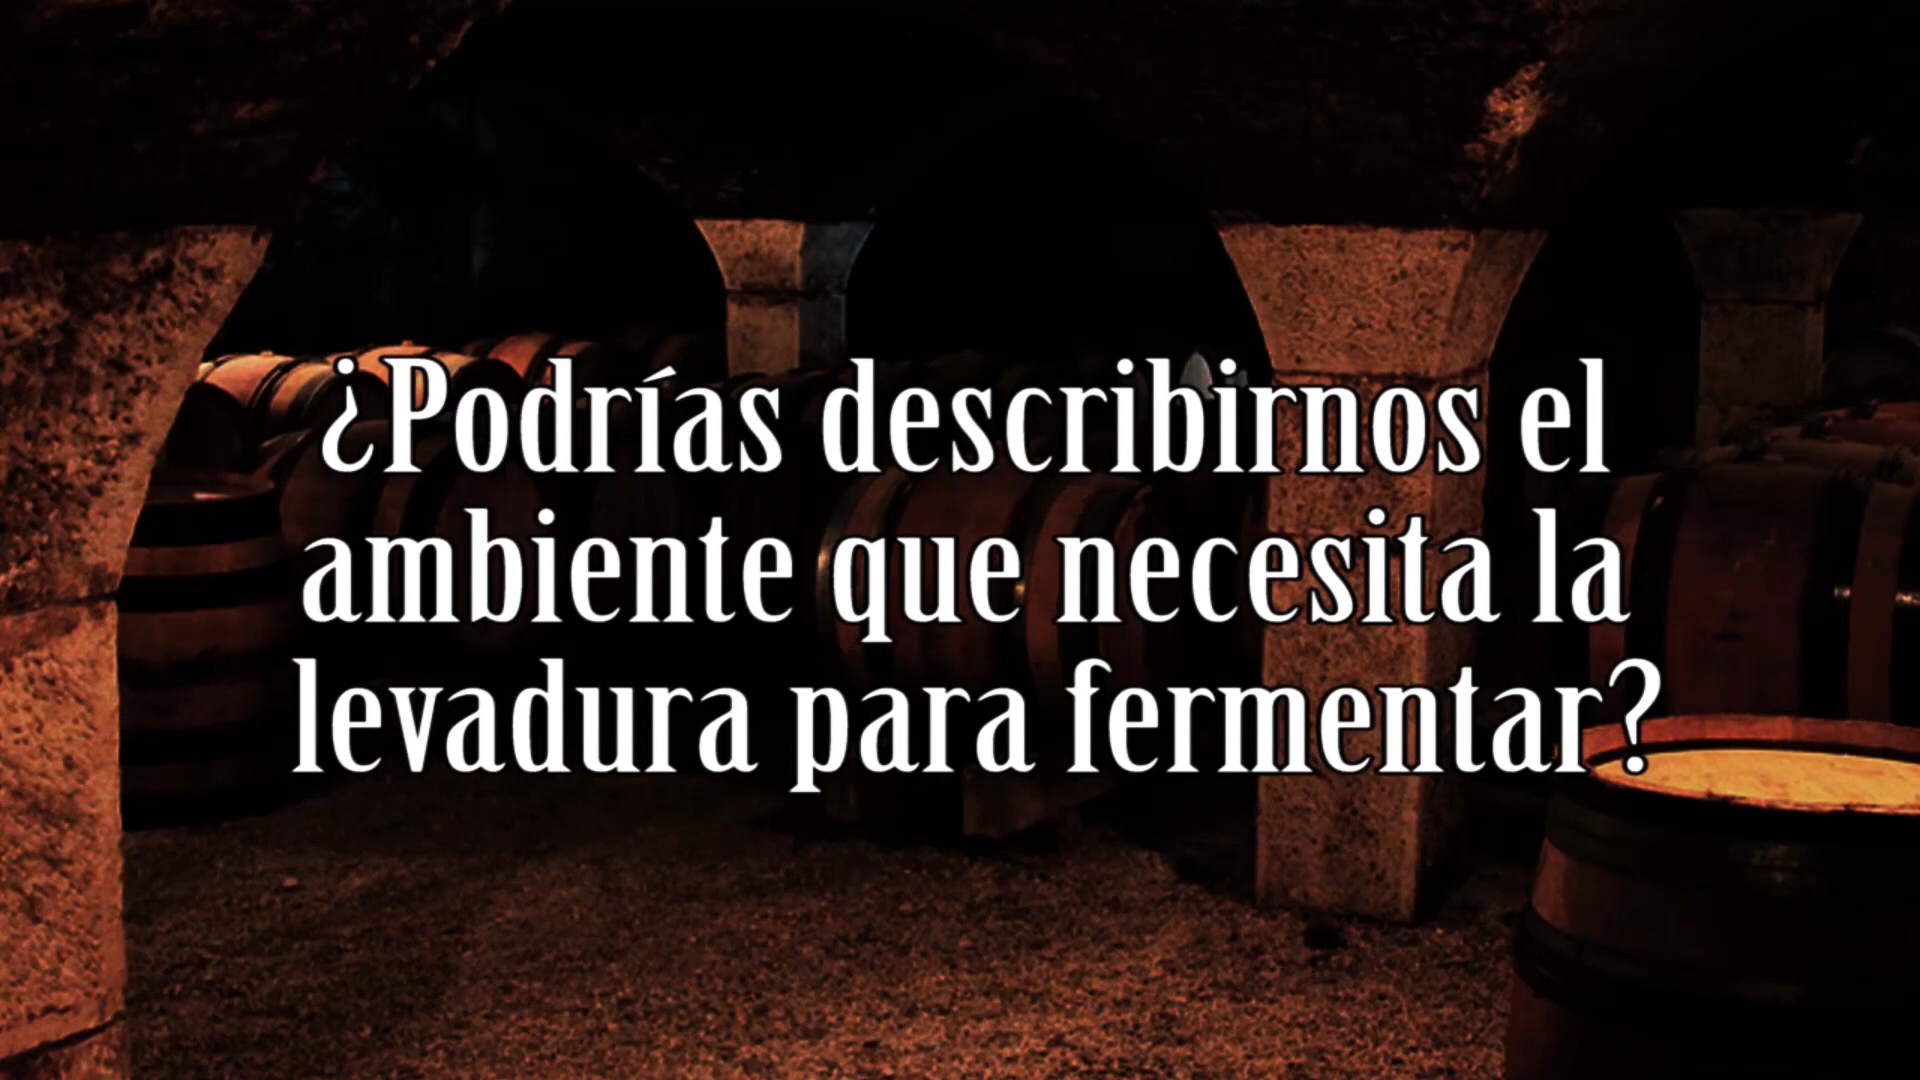 ¿Podrías describirnos el
ambiente que necesita la
levadura para fermentar?